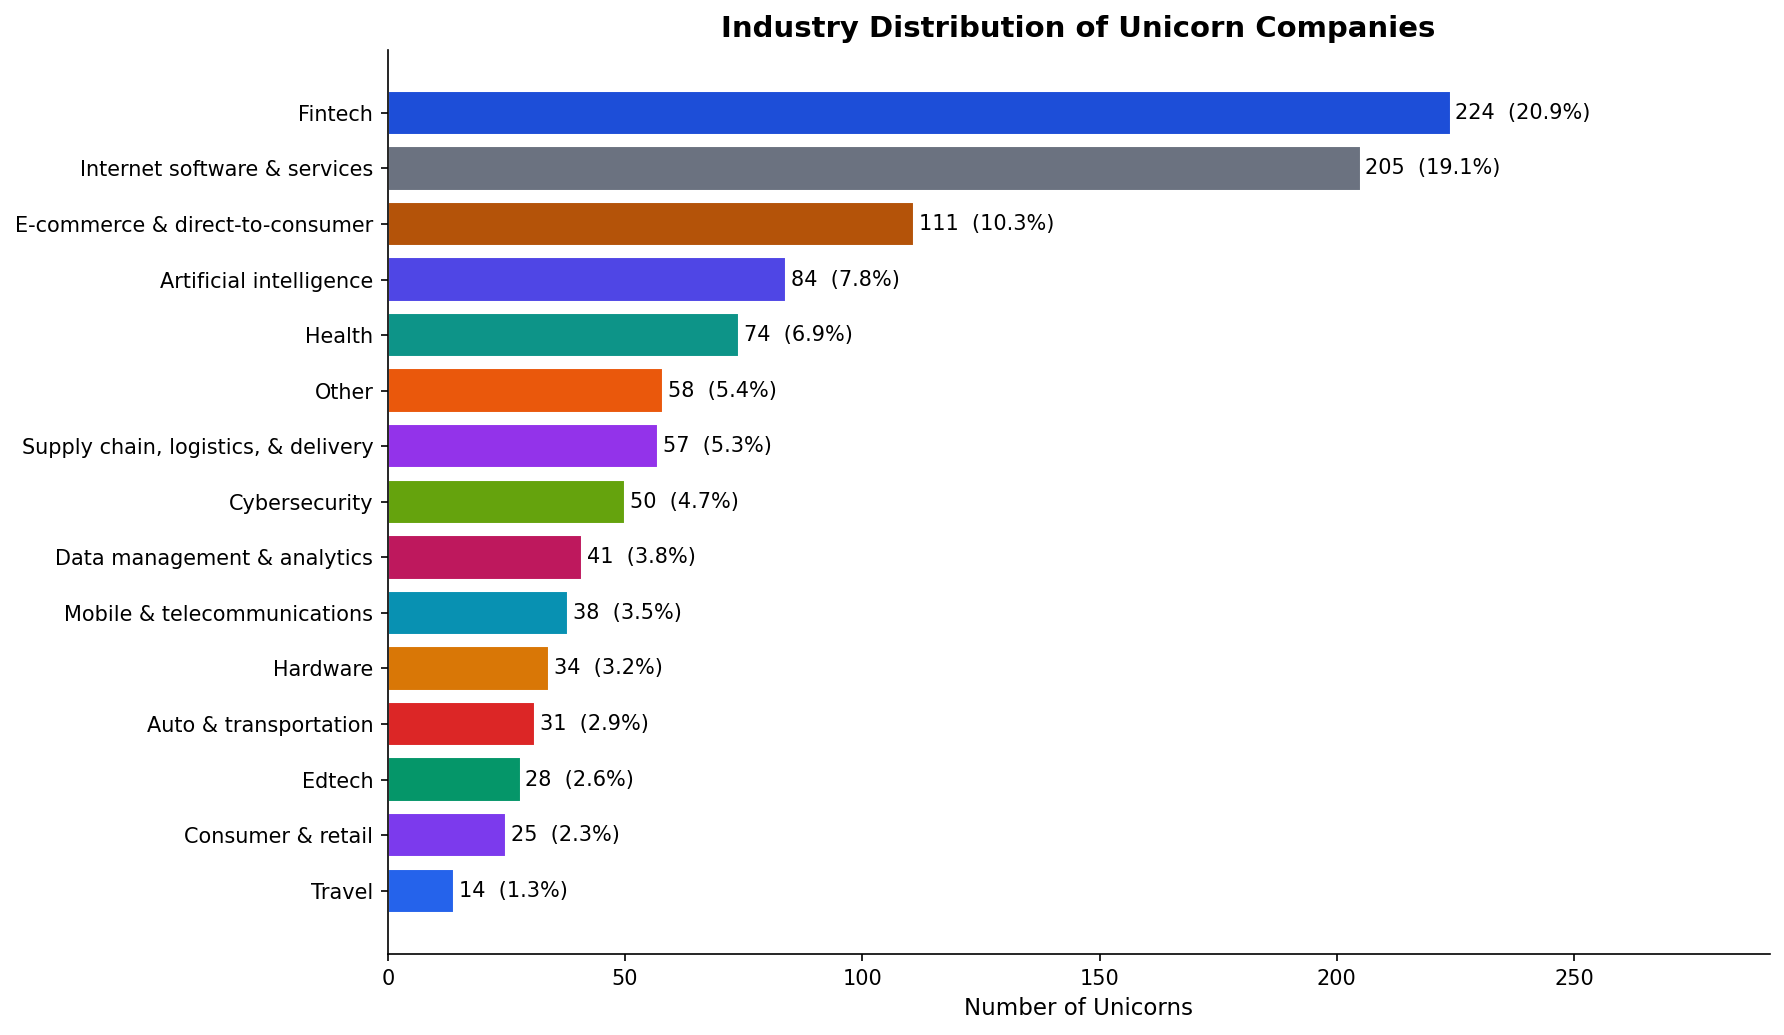 Industry Distribution of Unicorn Companies
Fintech 224 (20.9%)
Internet software & services 205 (19.1%)
E-commerce & direct-to-consumer 111 (10.3%)
Artificial intelligence 84 (7.8%)
Health 74 (6.9%)
Other 58 (5.4%)
Supply chain, logistics, & delivery 57 (5.3%)
Cybersecurity 50 (4.7%)
Data management & analytics 41 (3.8%)
Mobile & telecommunications 38 (3.5%)
Hardware 34 (3.2%)
Auto & transportation 31 (2.9%)
Edtech 28 (2.6%)
Consumer & retail 25 (2.3%)
Travel 14 (1.3%)
0 50 100 150 200 250
Number of Unicorns